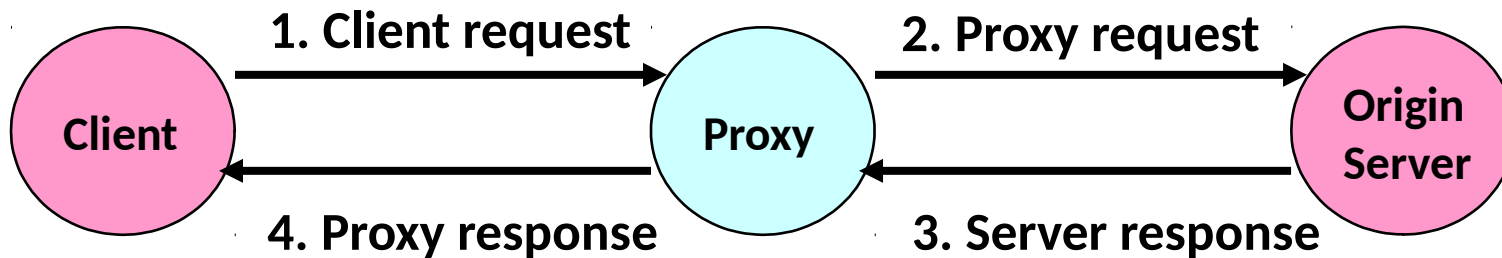 1. Client request
2. Proxy request
Client
Proxy
Origin
Server
4. Proxy response
3. Server response